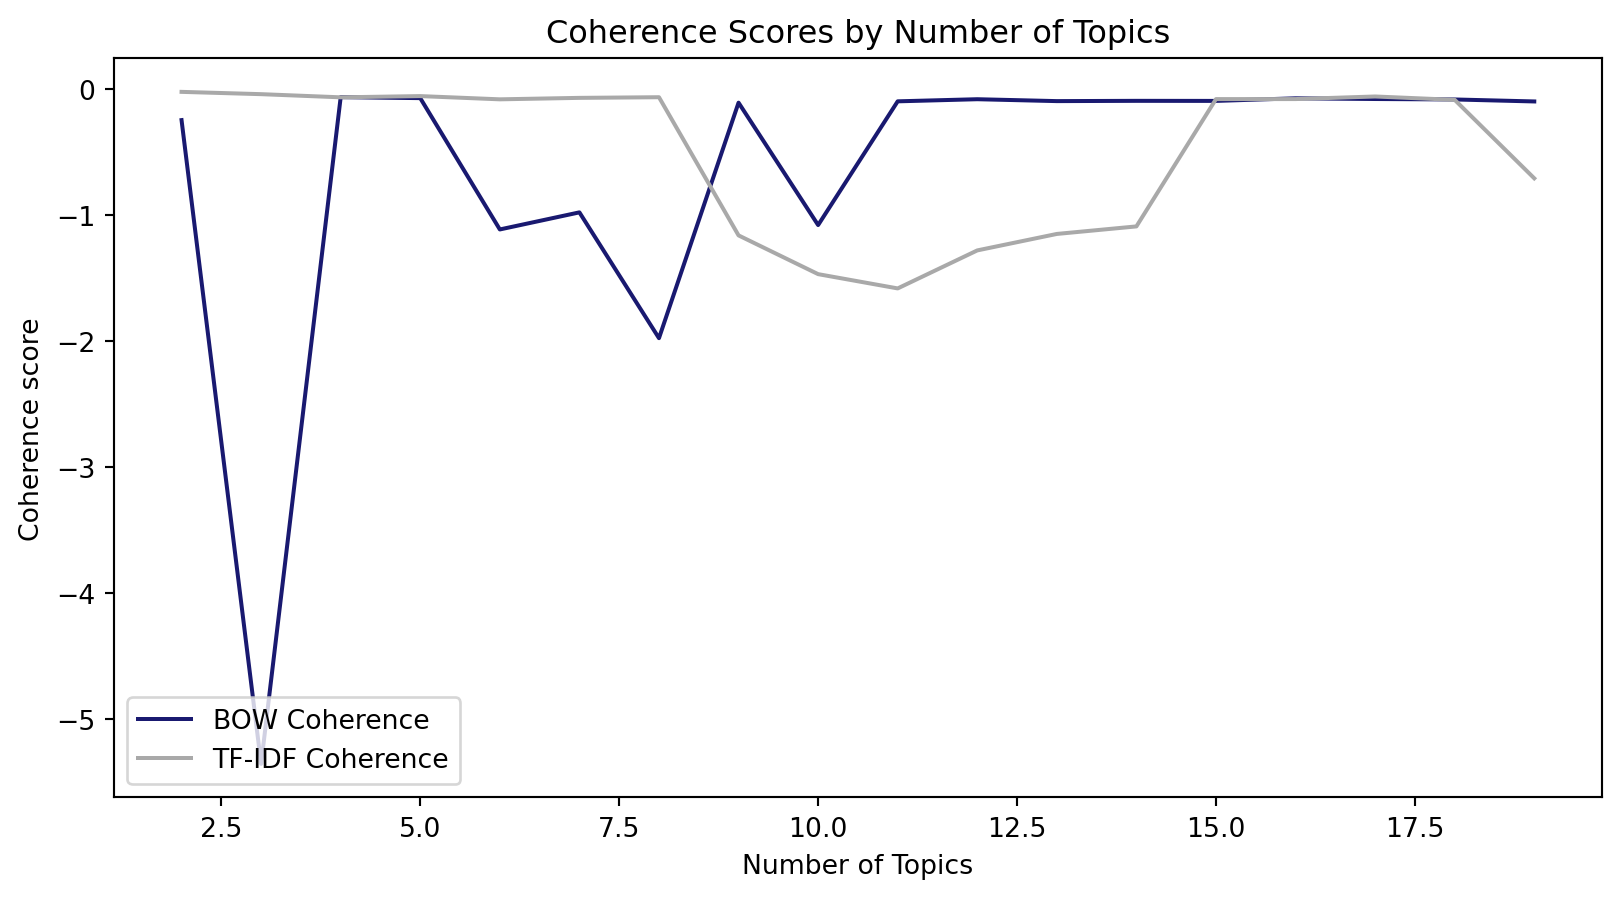 Coherence Scores by Number of Topics
0
−1
−2
−3
−4
−5
Coherence score
BOW Coherence
TF-IDF Coherence
2.5 5.0 7.5 10.0 12.5 15.0 17.5
Number of Topics